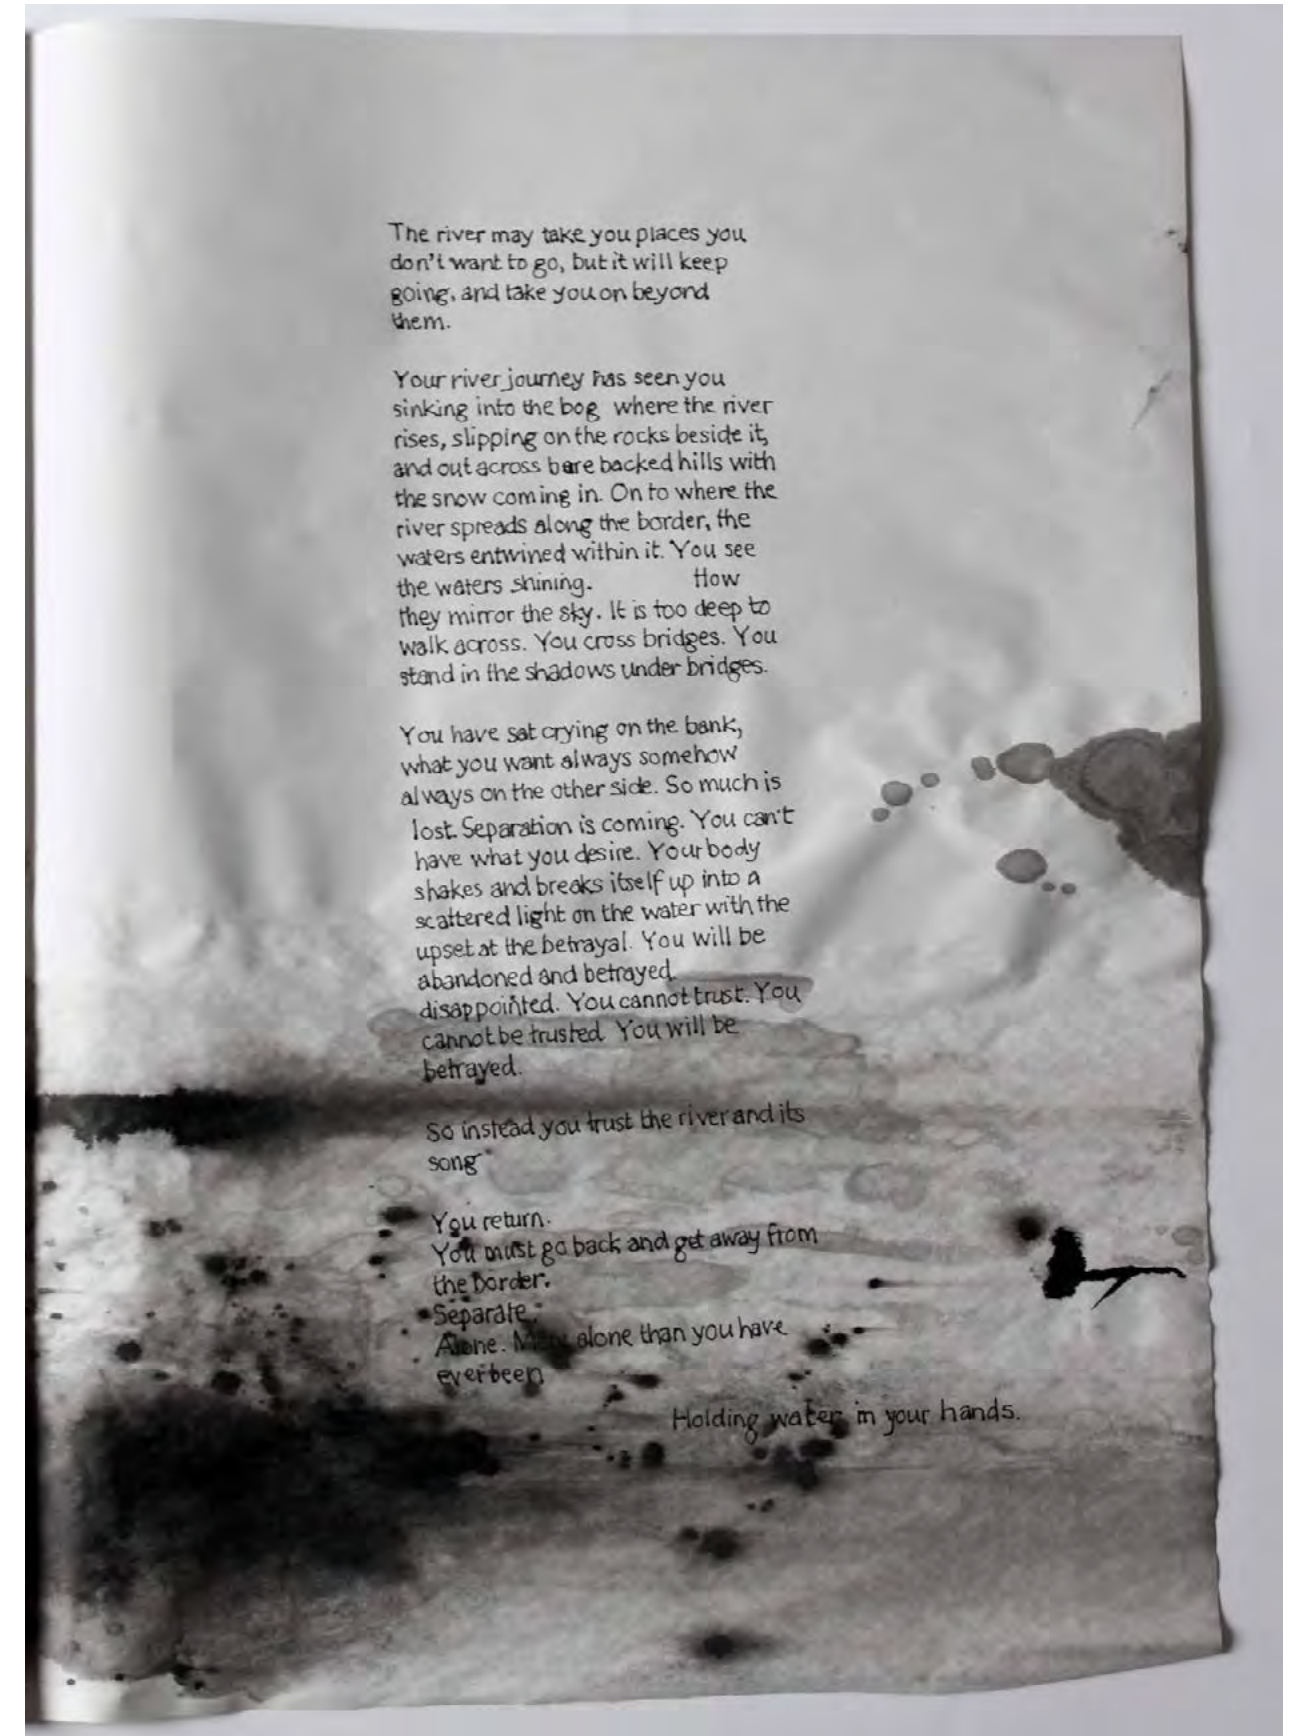 The river may take you places you
don't want to go, but it will keep
going, and take you on beyond
them.
Your river journey has seen you
sinking into the bog where the river
rises, slipping on the rocks beside it,
and out across bare backed hills with
the snow coming in. On to where the
river spreads along the border, the
waters entwined within it. You see
the waters shining. How
they mirror the sky. It is too deep to
walk across. You cross bridges. You
stand in the shadows under bridges.
You have sat crying on the bank,
what you want always somehow
always on the other side. So much is
lost. Separation is coming. You can't
have what you desire. Your body
shakes and breaks itself up into a
scattered light on the water with the
upset at the betrayal. You will be
abandoned and betrayed
disappointed. You cannot trust. You
cannot be trusted. You will be
betrayed.
So instead you trust the river and its
song
You return.
You must go back and get away from
the border.
Separate.
Alone. alone than you have
ever been
Holding water in your hands.